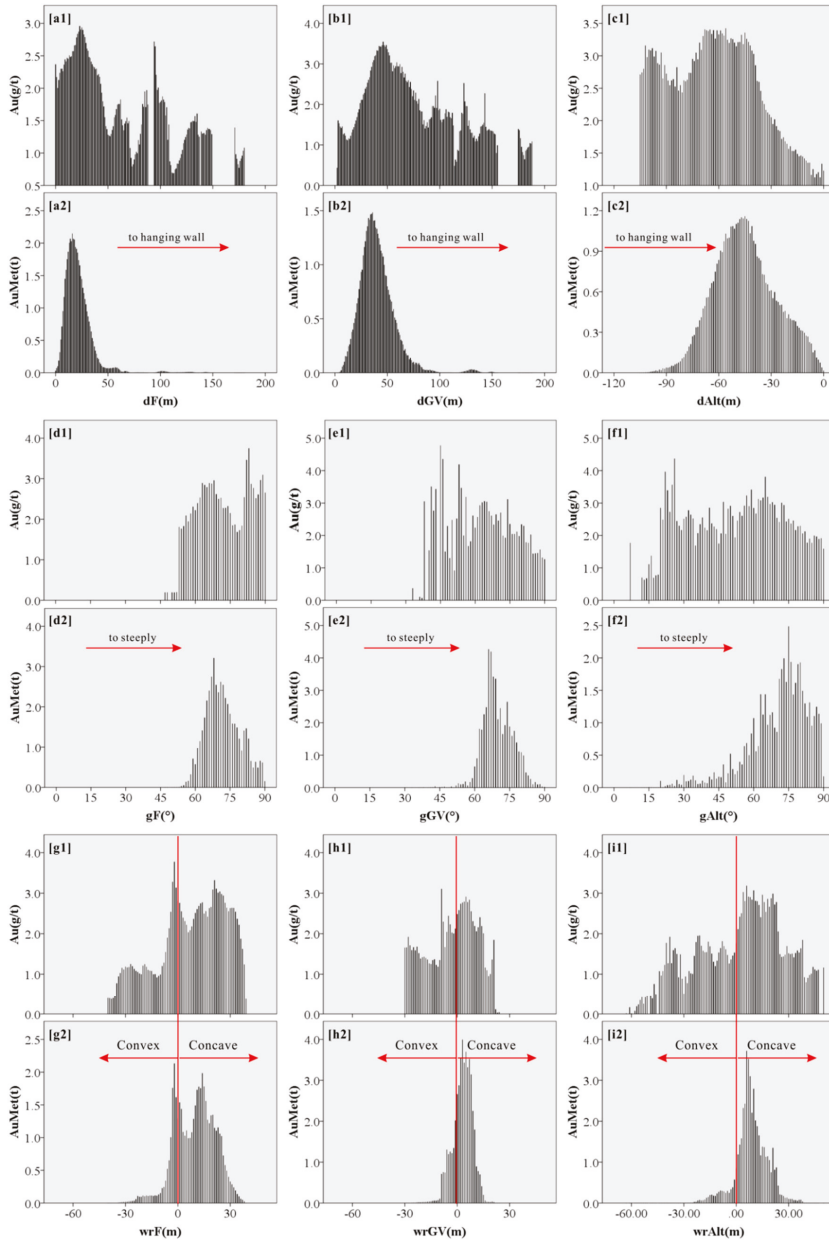 [a1] [b1] [c1]
Au(g/t) Au(g/t) Au(g/t)
3.0 5.0 3.5
2.5 4.0 3.0
2.0 3.0 2.5
1.5 2.0 2.0
1.0 1.0 1.5
0.5 0.0 1.0
[a2] [b2] [c2]
AuMet(t) AuMet(t) AuMet(t)
2.5 1.5 1.2
to hanging wall to hanging wall to hanging wall
2.0 1.0 0.9
1.5 0.6
1.0 0.5 0.3
0.5
0.0 0.0 0.0
0 50 100 150 200 0 50 100 150 200 -120 -90 -60 -30 0
dF(m) dGV(m) dAlt(m)
[d1] [e1] [f1]
Au(g/t) Au(g/t) Au(g/t)
4.0 5.0 5.0
3.0 4.0 4.0
2.0 3.0 3.0
1.0 2.0 2.0
0.0 1.0 1.0
0.0 0.0
[d2] [e2] [f2]
AuMet(t) AuMet(t) AuMet(t)
to steeply to steeply to steeply
4.0 5.0 2.5
3.0 4.0 2.0
2.0 3.0 1.5
1.0 2.0 1.0
0.0 1.0 0.5
0.0 0.0
0 15 30 45 60 75 90 0 15 30 45 60 75 90 0 15 30 45 60 75 90
gF(°) gGV(°) gAlt(°)
[g1] [h1] [i1]
Au(g/t) Au(g/t) Au(g/t)
4.0 4.0 4.0
3.0 3.0 3.0
2.0 2.0 2.0
1.0 1.0 1.0
0.0 0.0 0.0
[g2] [h2] [i2]
AuMet(t) AuMet(t) AuMet(t)
Convex Concave Convex Concave Convex Concave
2.5 4.0 4.0
2.0 3.0 3.0
1.5 2.0 2.0
1.0 1.0 1.0
0.5
0.0 0.0 0.0
-60 -30 0 30 -60 -30 .00 30 -60.00 -30.00 .00 30.00
wrF(m) wrGV(m) wrAlt(m)